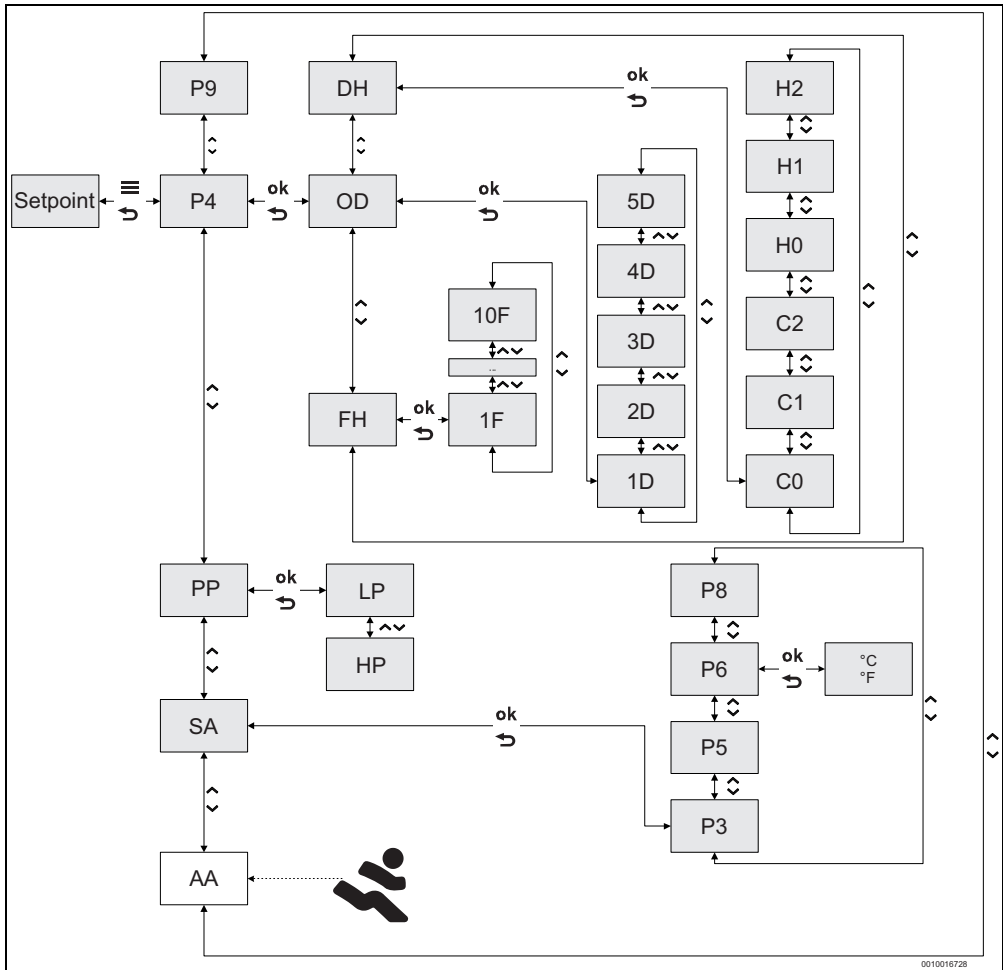 P9
DH
ok
H2
H1
Setpoint
P4
ok
OD
ok
5D
4D
H0
10F
3D
C2
...
2D
C1
FH
ok
1F
1D
C0
PP
ok
LP
P8
HP
P6
ok
°C
°F
SA
ok
P5
P3
AA
0010016728